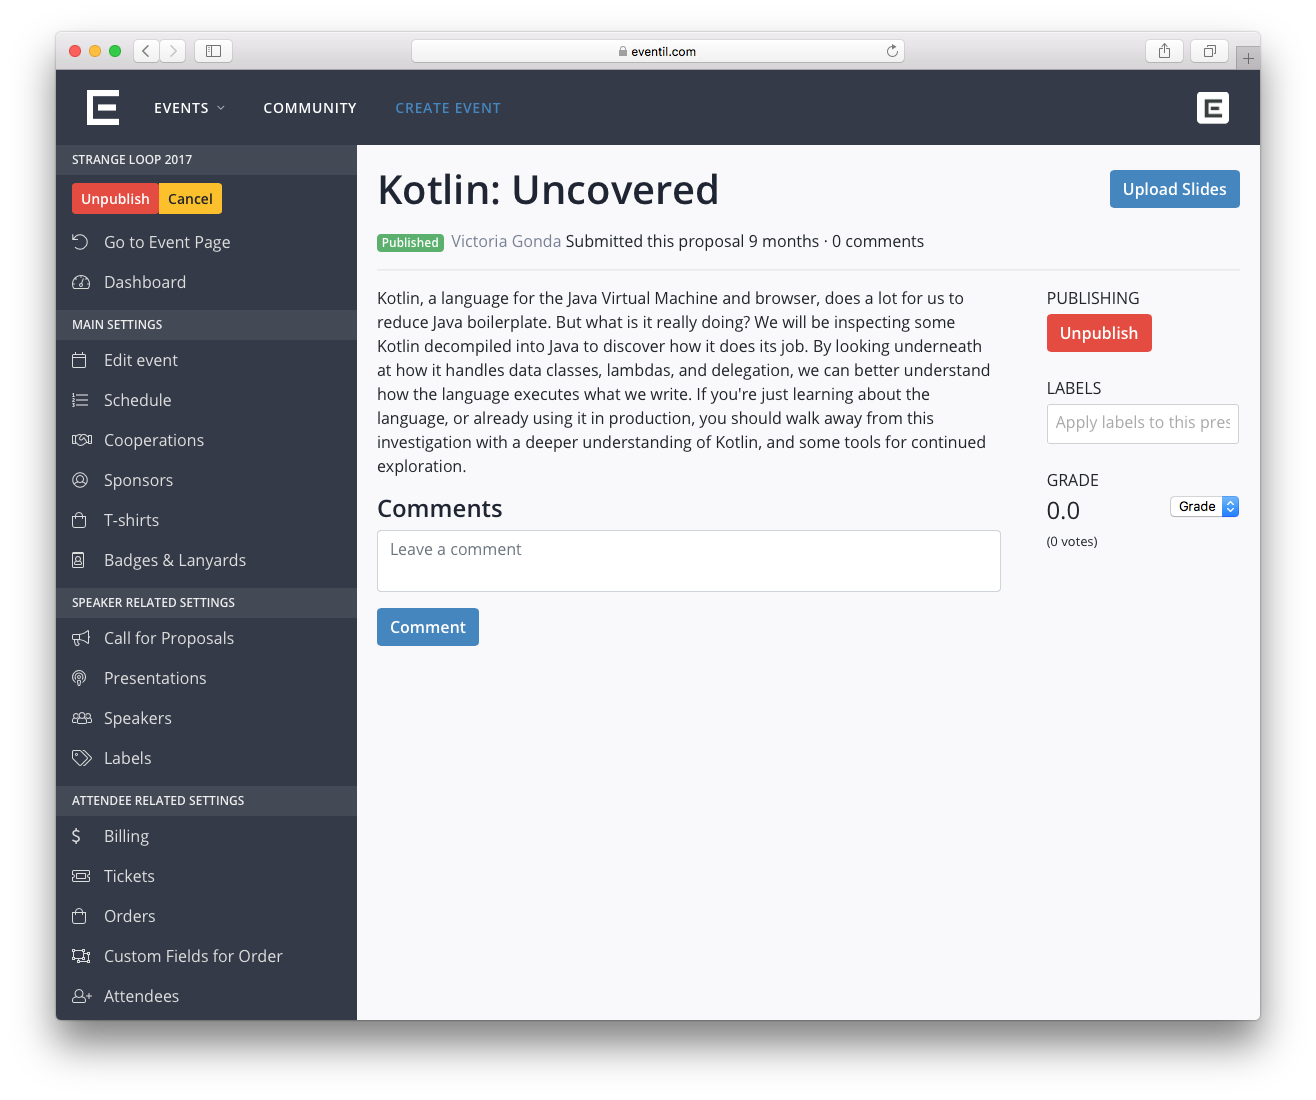 eventil.com
EVENTS
COMMUNITY
CREATE EVENT
STRANGE LOOP 2017
Unpublish
Cancel
Go to Event Page
Dashboard
MAIN SETTINGS
Edit event
Schedule
Cooperations
Sponsors
T-shirts
Badges & Lanyards
SPEAKER RELATED SETTINGS
Call for Proposals
Presentations
Speakers
Labels
ATTENDEE RELATED SETTINGS
Billing
Tickets
Orders
Custom Fields for Order
Attendees
Kotlin: Uncovered
Upload Slides
Published Victoria Gonda Submitted this proposal 9 months · 0 comments
Kotlin, a language for the Java Virtual Machine and browser, does a lot for us to
reduce Java boilerplate. But what is it really doing? We will be inspecting some
Kotlin decompiled into Java to discover how it does its job. By looking underneath
at how it handles data classes, lambdas, and delegation, we can better understand
how the language executes what we write. If you're just learning about the
language, or already using it in production, you should walk away from this
investigation with a deeper understanding of Kotlin, and some tools for continued
exploration.
Comments
Leave a comment
Comment
PUBLISHING
Unpublish
LABELS
Apply labels to this pres
GRADE
0.0
Grade
(0 votes)